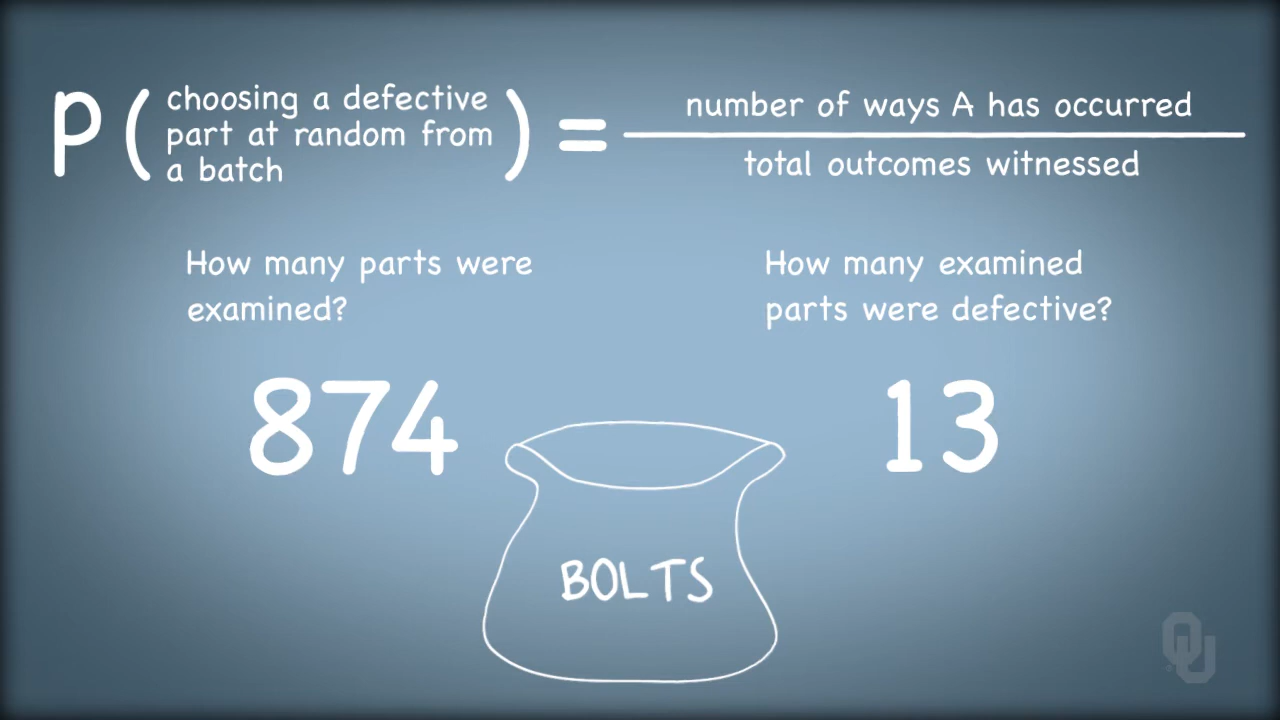 P ( choosing a defective
part at random from
a batch ) = number of ways A has occurred
total outcomes witnessed
How many parts were
examined?
874
How many examined
parts were defective?
13
BOLTS
OU